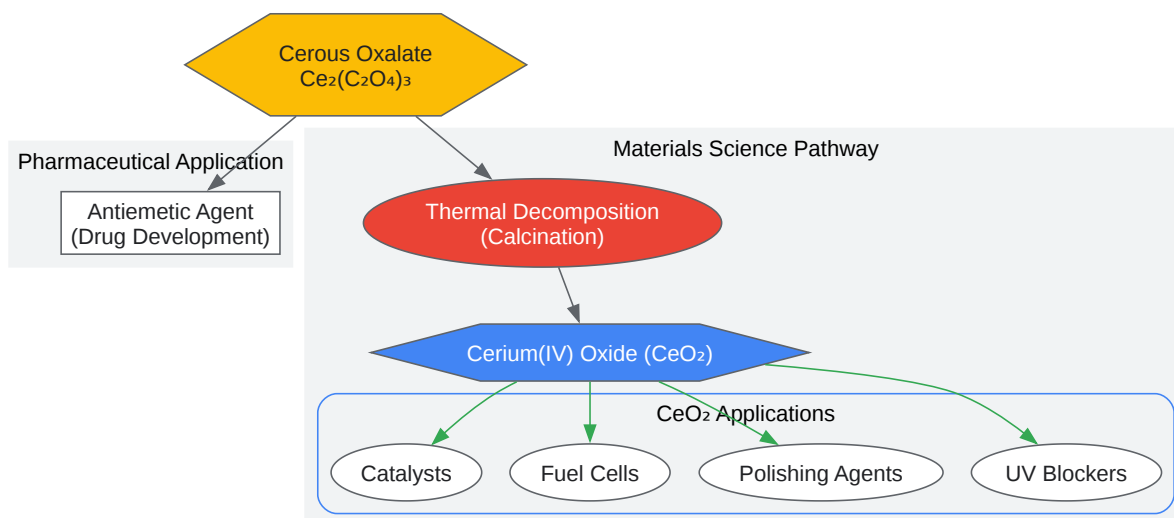 Cerous Oxalate
Ce₂(C₂O₄)₃
Pharmaceutical Application
Antiemetic Agent
(Drug Development)
Materials Science Pathway
Thermal Decomposition
(Calcination)
Cerium(IV) Oxide (CeO₂)
CeO₂ Applications
Catalysts
Fuel Cells
Polishing Agents
UV Blockers